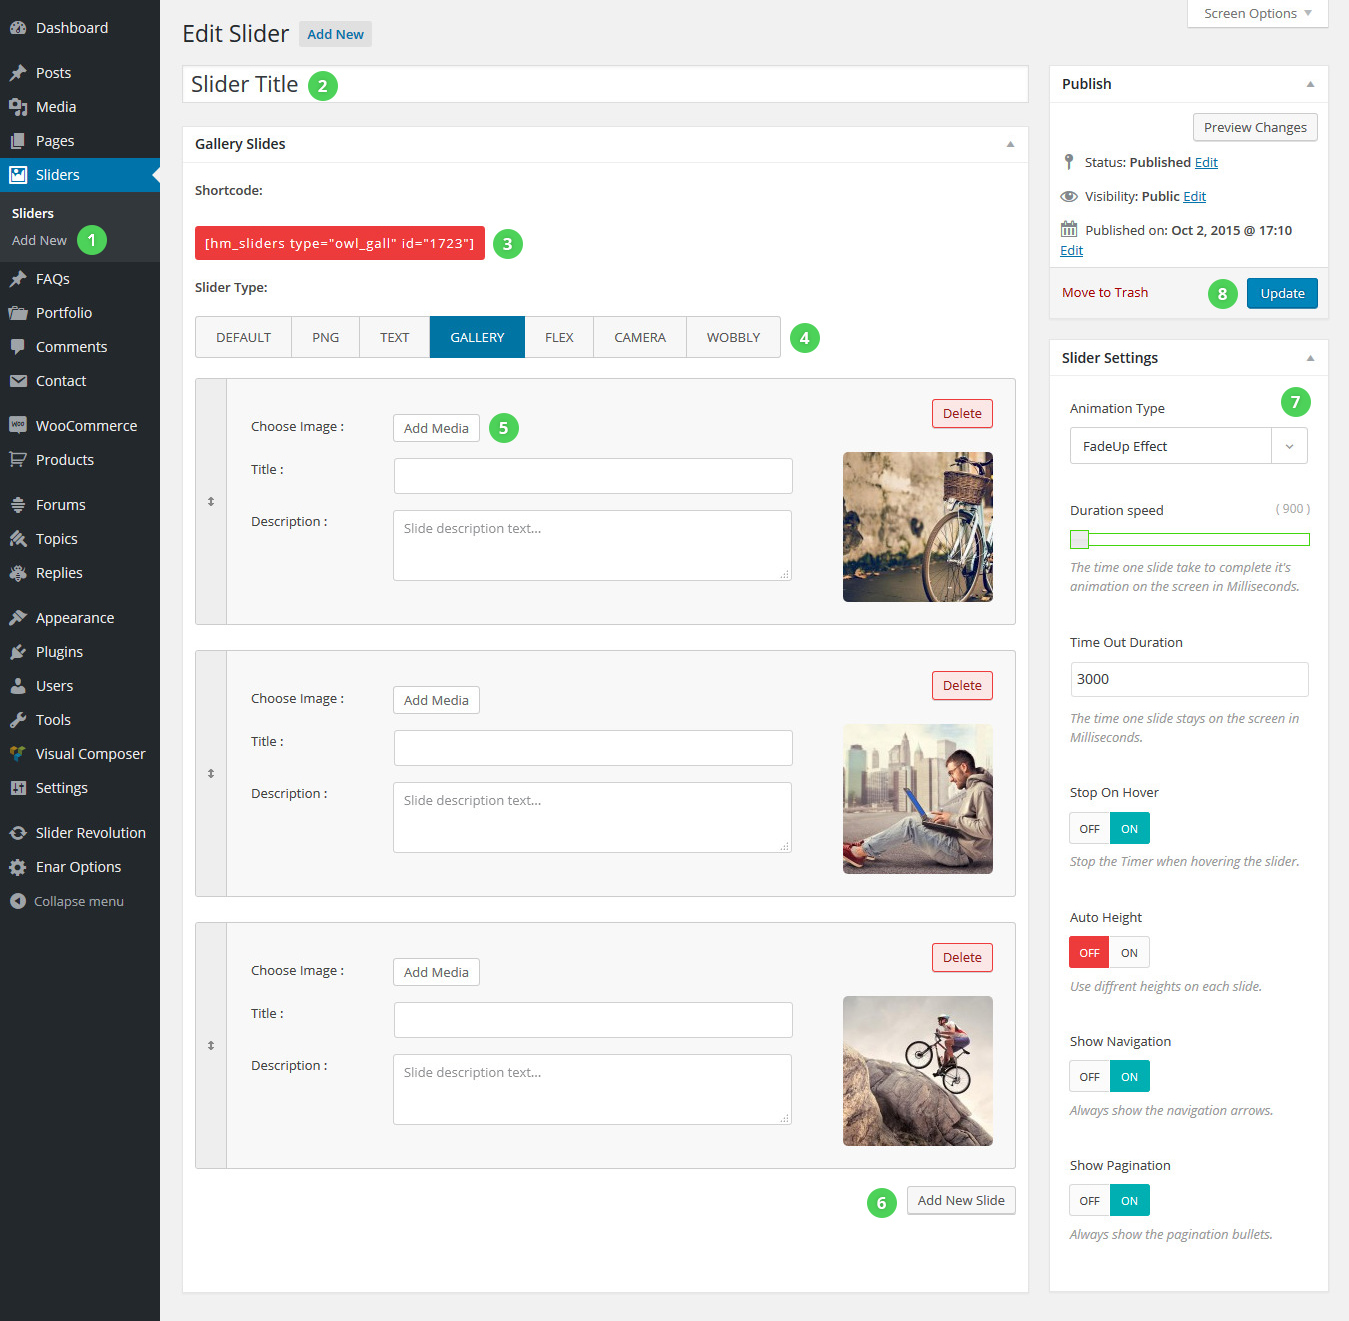 Dashboard
Posts
Media
Pages
Sliders
Sliders
Add New 1
FAQs
Portfolio
Comments
Contact
WOO WooCommerce
Products
Forums
Topics
Replies
Appearance
Plugins
Users
Tools
Visual Composer
Settings
Slider Revolution
Enar Options
Collapse menu
Screen Options
Edit Slider Add New
Slider Title 2
Gallery Slides
Shortcode:
[hm_sliders type="owl_gall" id="1723"] 3
Slider Type:
DEFAULT PNG TEXT GALLERY FLEX CAMERA WOBBLY 4
Delete
Choose Image : Add Media 5
Title :
Description : Slide description text...
Delete
Choose Image : Add Media
Title :
Description : Slide description text...
Delete
Choose Image : Add Media
Title :
Description : Slide description text...
6 Add New Slide
Publish
Preview Changes
Status: Published Edit
Visibility: Public Edit
Published on: Oct 2, 2015 @ 17:10
Edit
Move to Trash 8 Update
Slider Settings
Animation Type 7
FadeUp Effect
Duration speed ( 900 )
The time one slide take to complete it's
animation on the screen in Milliseconds.
Time Out Duration
3000
The time one slide stays on the screen in
Milliseconds.
Stop On Hover
OFF ON
Stop the Timer when hovering the slider.
Auto Height
OFF ON
Use diffrent heights on each slide.
Show Navigation
OFF ON
Always show the navigation arrows.
Show Pagination
OFF ON
Always show the pagination bullets.